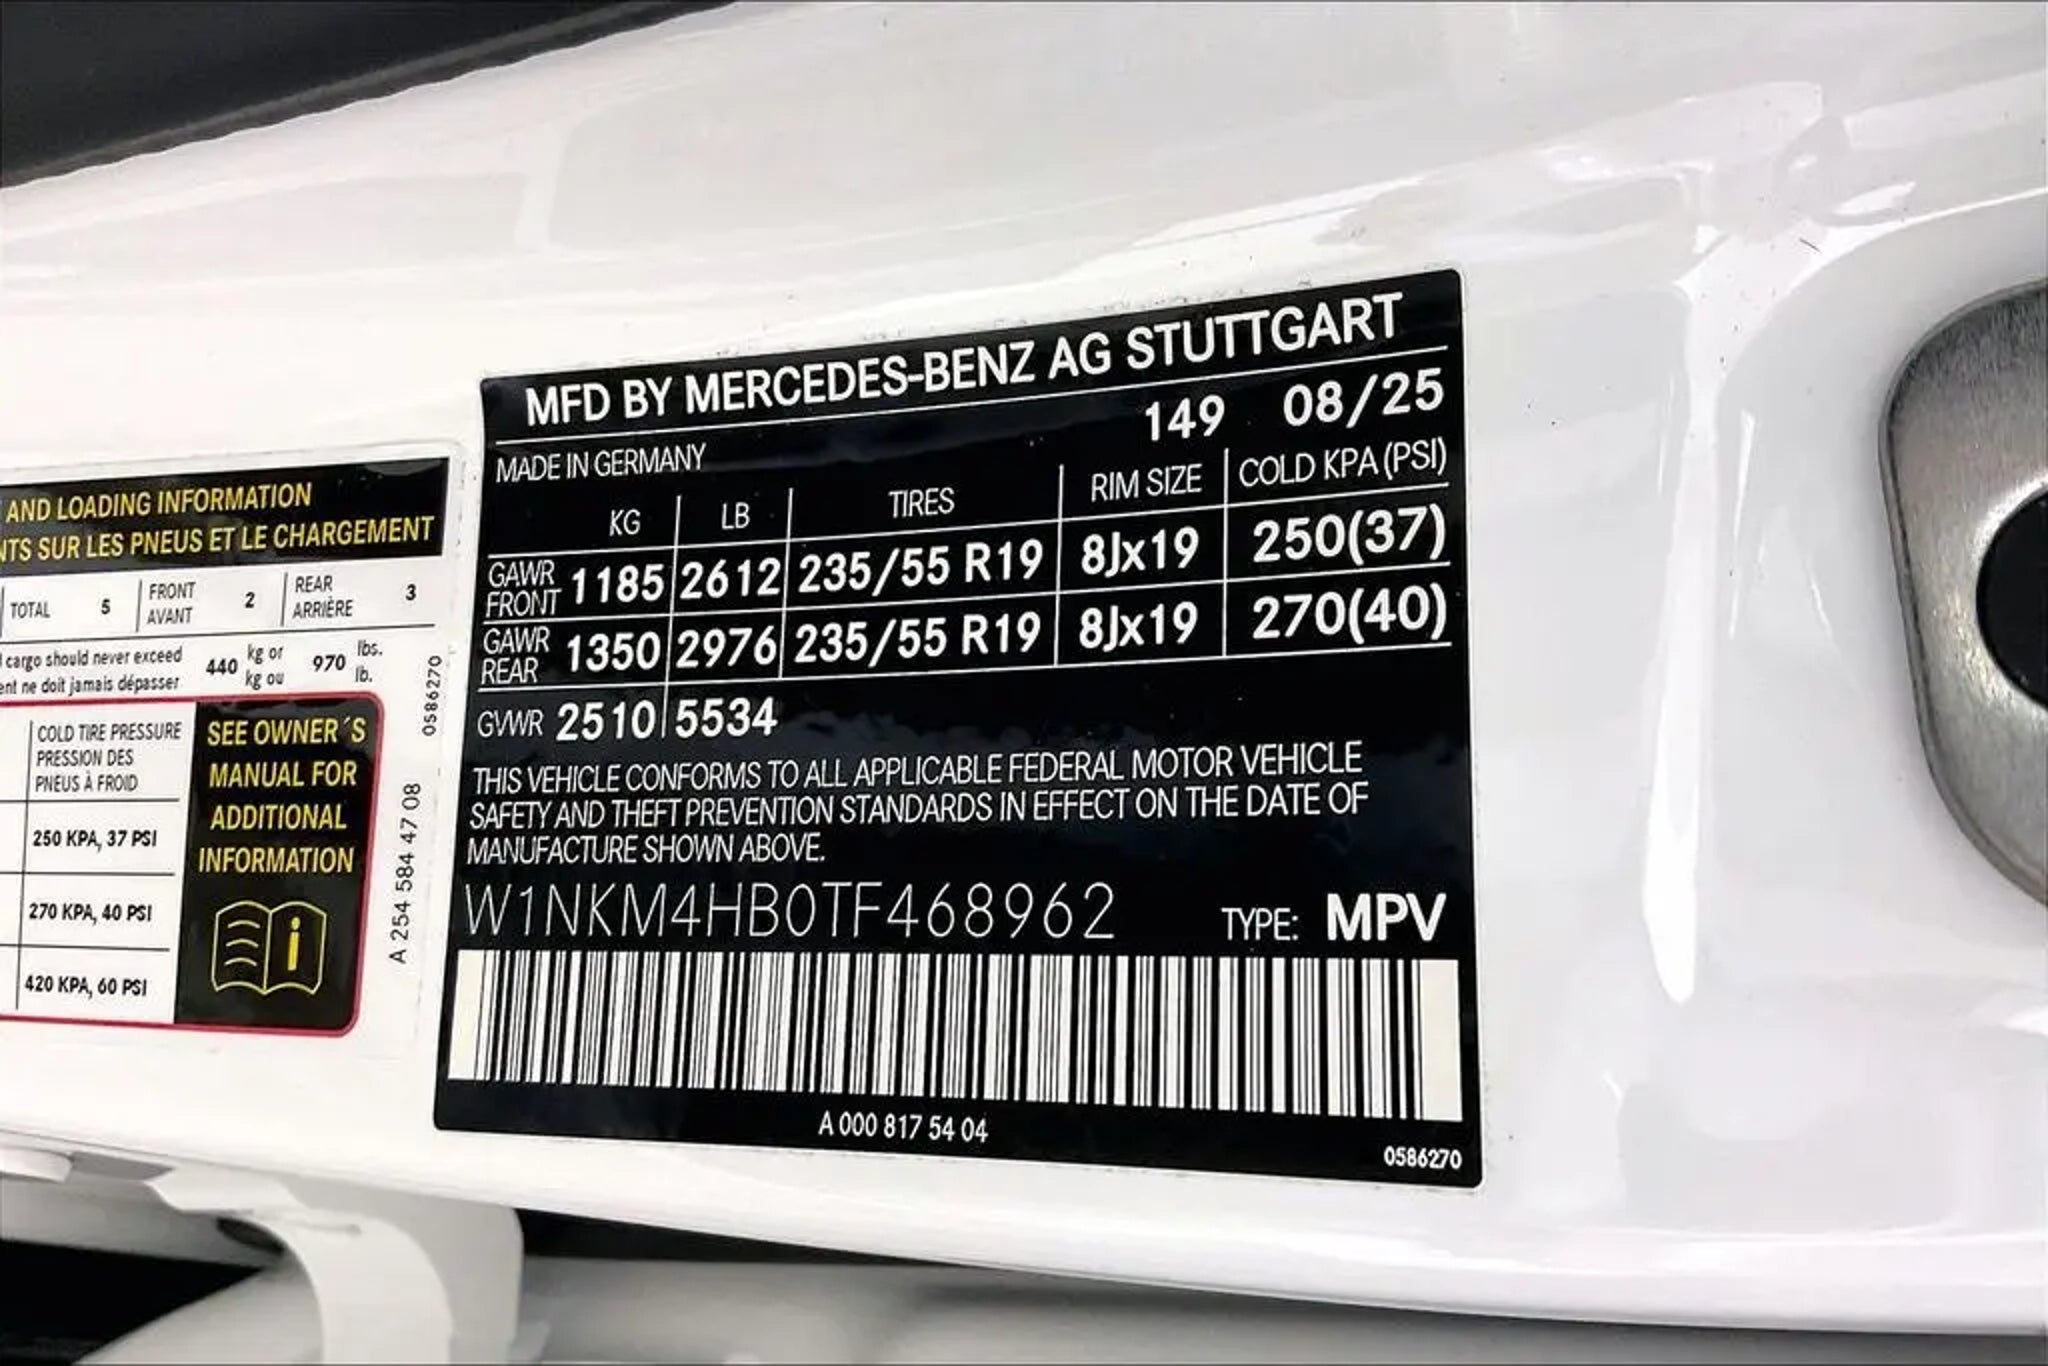 AND LOADING INFORMATION
SUR LES PNEUS ET LE CHARGEMENT
TOTAL 5 FRONT AVANT 2 REAR ARRIÈRE 3
cargo should never exceed
ne doit jamais dépasser
440 kg or kg ou 970 lbs. lb.
COLD TIRE PRESSURE
PRESSION DES
PNEUS À FROID
250 KPA, 37 PSI
270 KPA, 40 PSI
420 KPA, 60 PSI
SEE OWNER´S
MANUAL FOR
ADDITIONAL
INFORMATION
0586270
A 254 584 47 08
MFD BY MERCEDES-BENZ AG STUTTGART
149 08/25
MADE IN GERMANY
KG LB TIRES RIM SIZE COLD KPA (PSI)
GAWR FRONT 1185 2612 235/55 R19 8Jx19 250(37)
GAWR REAR 1350 2976 235/55 R19 8Jx19 270(40)
GVWR 2510 5534
THIS VEHICLE CONFORMS TO ALL APPLICABLE FEDERAL MOTOR VEHICLE
SAFETY AND THEFT PREVENTION STANDARDS IN EFFECT ON THE DATE OF
MANUFACTURE SHOWN ABOVE.
W1NKM4HB0TF468962 TYPE: MPV
A 000 817 54 04
0586270